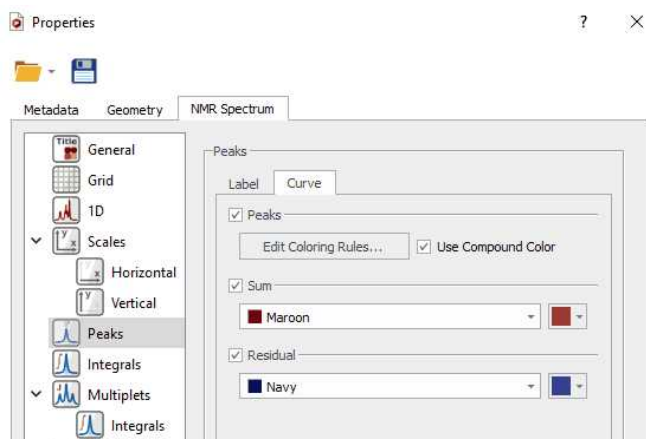 Properties
?
Metadata Geometry NMR Spectrum
Title
General
Grid
1D
Scales
Horizontal
Vertical
Peaks
Integrals
Multiplets
Integrals
Peaks
Label Curve
Peaks
Edit Coloring Rules... Use Compound Color
Sum
Maroon
Residual
Navy